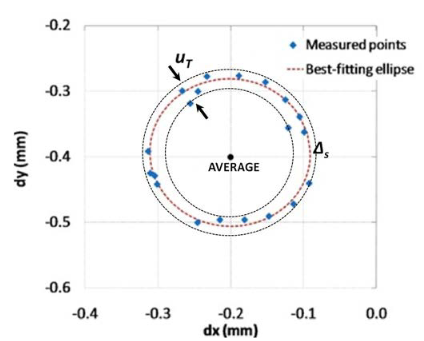 -0.2
Measured points
Best-fitting ellipse
u_T
-0.3
dy (mm)
-0.4
AVERAGE
Δ_s
-0.5
-0.6
-0.4 -0.3 -0.2 -0.1 0.0
dx (mm)